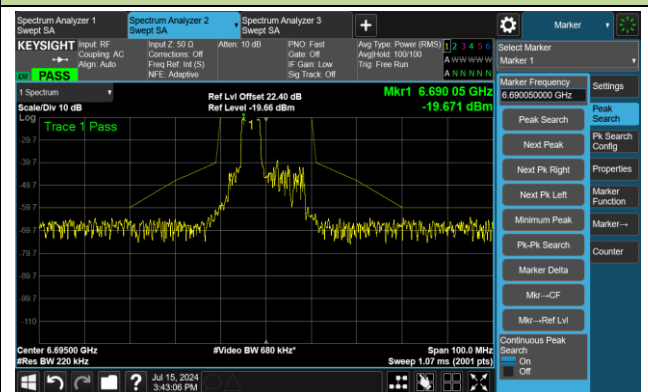 Spectrum Analyzer 1
Swept SA
Spectrum Analyzer 2
Swept SA
Spectrum Analyzer 3
Swept SA
+
Marker
KEYSIGHT
Input: RF
Coupling: AC
Align: Auto
Input Z: 50 Ω
Corrections: Off
Freq Ref: Int (S)
NFE: Adaptive
Atten: 10 dB
PNO: Fast
Gate: Off
IF Gain: Low
Sig Track: Off
Avg Type: Power (RMS)
Avg|Hold: 100/100
Trig: Free Run
1 2 3 4 5 6
A W W W W W
A N N N N N
LW PASS
Select Marker
Marker 1
1 Spectrum
Scale/Div 10 dB
Ref Lvl Offset 22.40 dB
Ref Level -19.66 dBm
Mkr1 6.690 05 GHz
-19.671 dBm
Log
Trace 1 Pass
1
-29.7
-39.7
-49.7
-59.7
-69.7
-79.7
-89.7
-99.7
-110
Center 6.69500 GHz
#Res BW 220 kHz
#Video BW 680 kHz*
Span 100.0 MHz
Sweep 1.07 ms (2001 pts)
Marker Frequency
6.690050000 GHz
Peak Search
Next Peak
Next Pk Right
Next Pk Left
Minimum Peak
Pk-Pk Search
Marker Delta
Mkr→CF
Mkr→Ref Lvl
Continuous Peak
Search
On
Off
Settings
Peak
Search
Pk Search
Config
Properties
Marker
Function
Marker→
Counter
?
Jul 15, 2024
3:43:06 PM